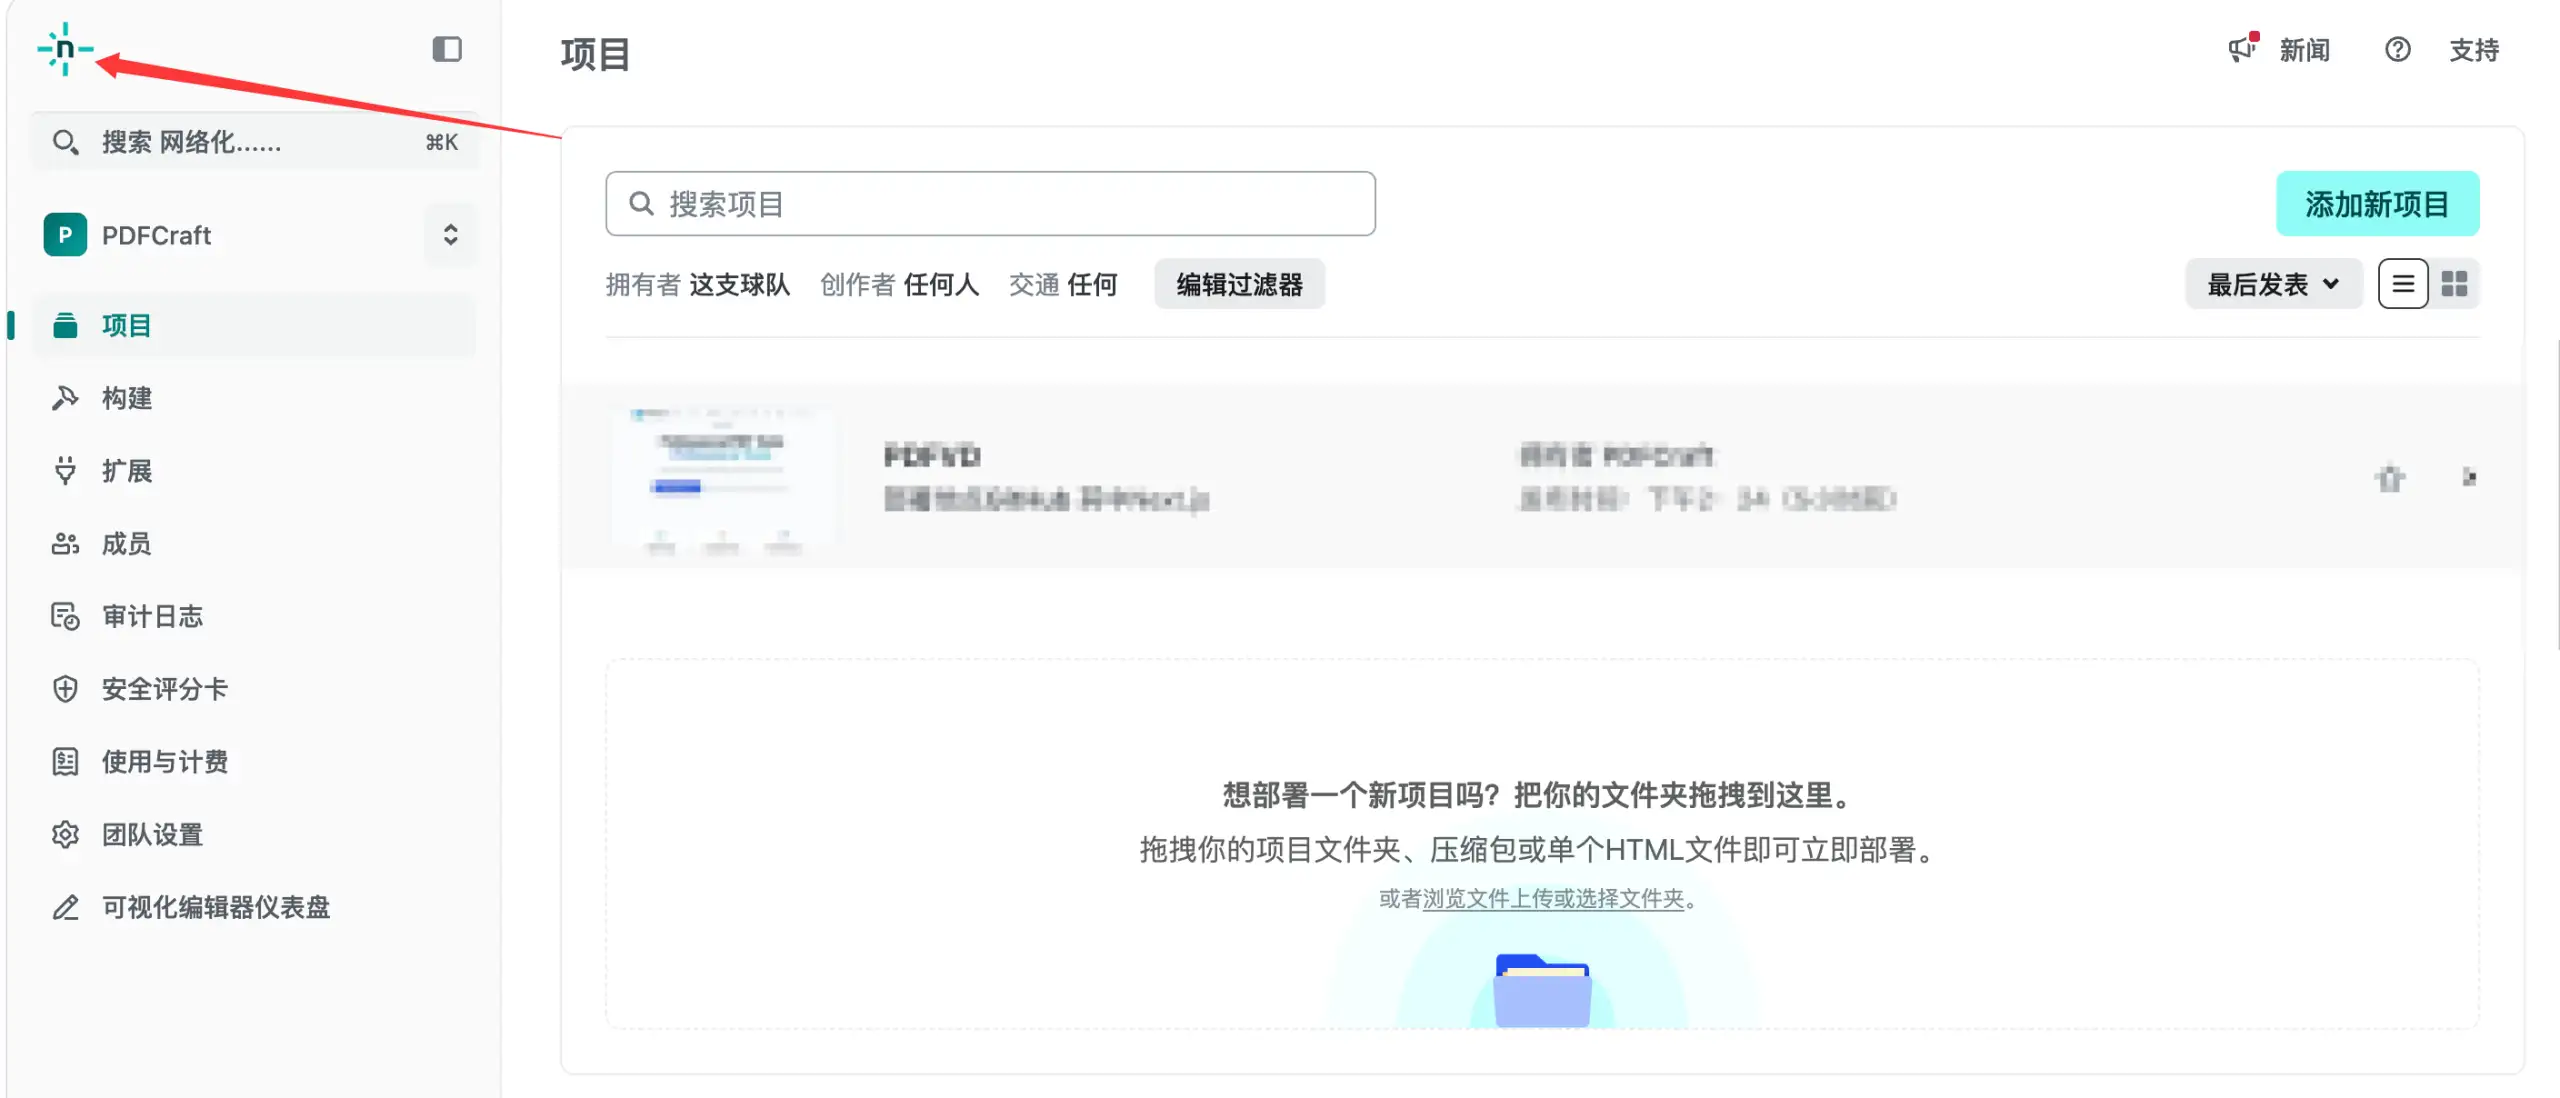 n
项目
新闻
支持
搜索 网络化......
⌘K
搜索项目
添加新项目
P
PDFCraft
拥有者 这支球队
创作者 任何人
交通 任何
编辑过滤器
最后发表
项目
构建
扩展
成员
审计日志
安全评分卡
使用与计费
团队设置
可视化编辑器仪表盘
想部署一个新项目吗？把你的文件夹拖拽到这里。
拖拽你的项目文件夹、压缩包或单个HTML文件即可立即部署。
或者浏览文件上传或选择文件夹。